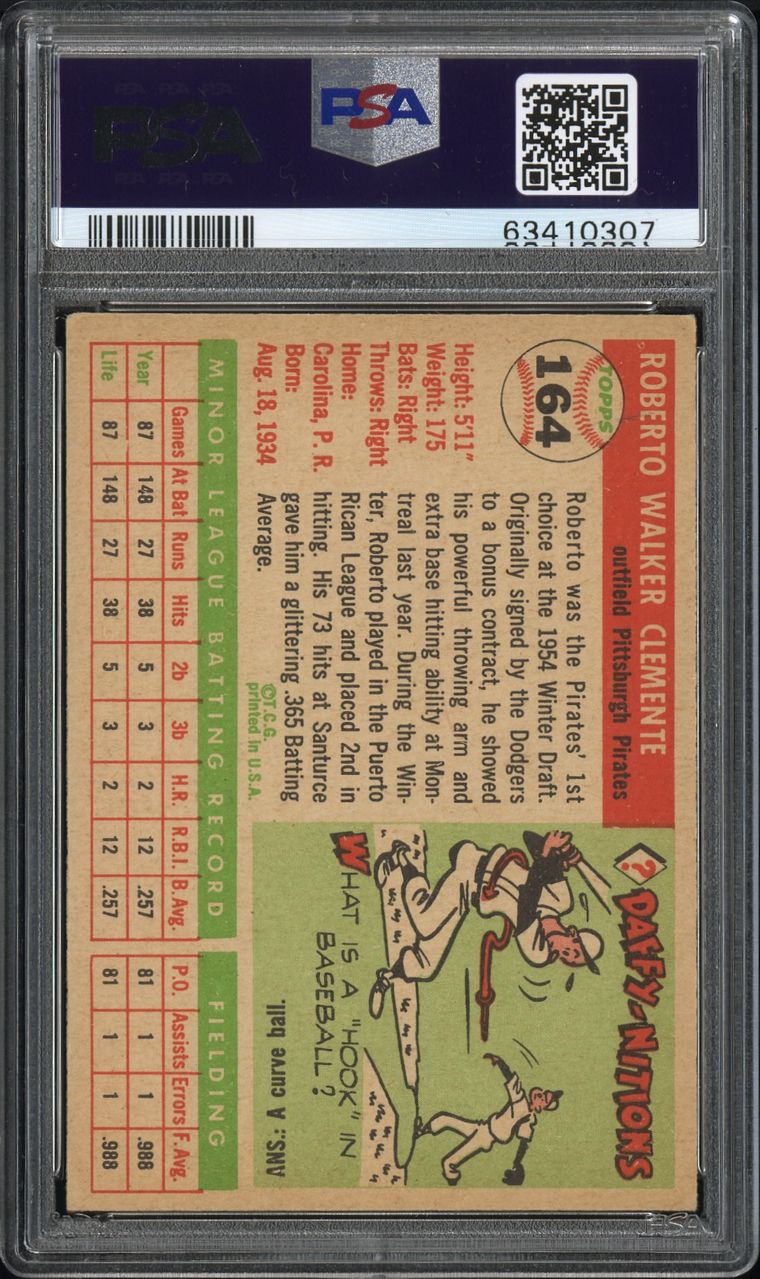 PSA
PSA
63410307
164
TOPPS
ROBERTO WALKER CLEMENTE
outfield Pittsburgh Pirates
Height: 5'11"
Weight: 175
Bats: Right
Throws: Right
Home:
Carolina, P. R.
Born:
Aug. 18, 1934
Roberto was the Pirates' 1st
choice at the 1954 Winter Draft.
Originally signed by the Dodgers
to a bonus contract, he showed
his powerful throwing arm and
extra base hitting ability at Mon-
treal last year. During the Win-
ter, Roberto played in the Puerto
Rican League and placed 2nd in
hitting. His 73 hits at Santurce
gave him a glittering .365 Batting
Average.
©T.C.G.
printed in U.S.A.
? DAFFY-NITIONS
WHAT IS A "HOOK" IN
BASEBALL?
ANS.: A curve ball.
MINOR LEAGUE BATTING RECORD FIELDING
Games At Bat Runs Hits 2b 3b H.R. R.B.I. B.Avg. P.O. Assists Errors F.Avg.
Year 87 148 27 38 5 3 2 12 .257 81 1 1 .988
Life 87 148 27 38 5 3 2 12 .257 81 1 1 .988
PSA